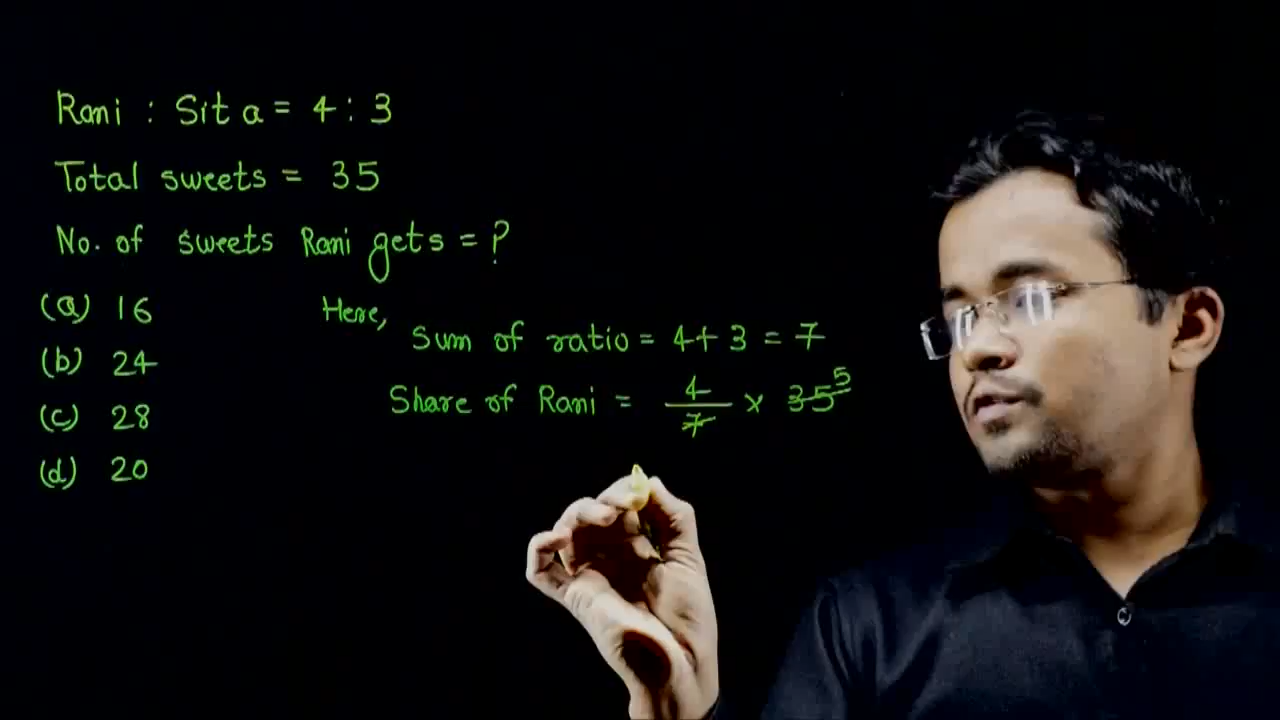 Rani : Sita = 4 : 3
Total sweets = 35
No. of sweets Rani gets = ?
(a) 16
(b) 24
(c) 28
(d) 20
Here,
Sum of ratio = 4 + 3 = 7
Share of Rani = 4/7 × 35 5